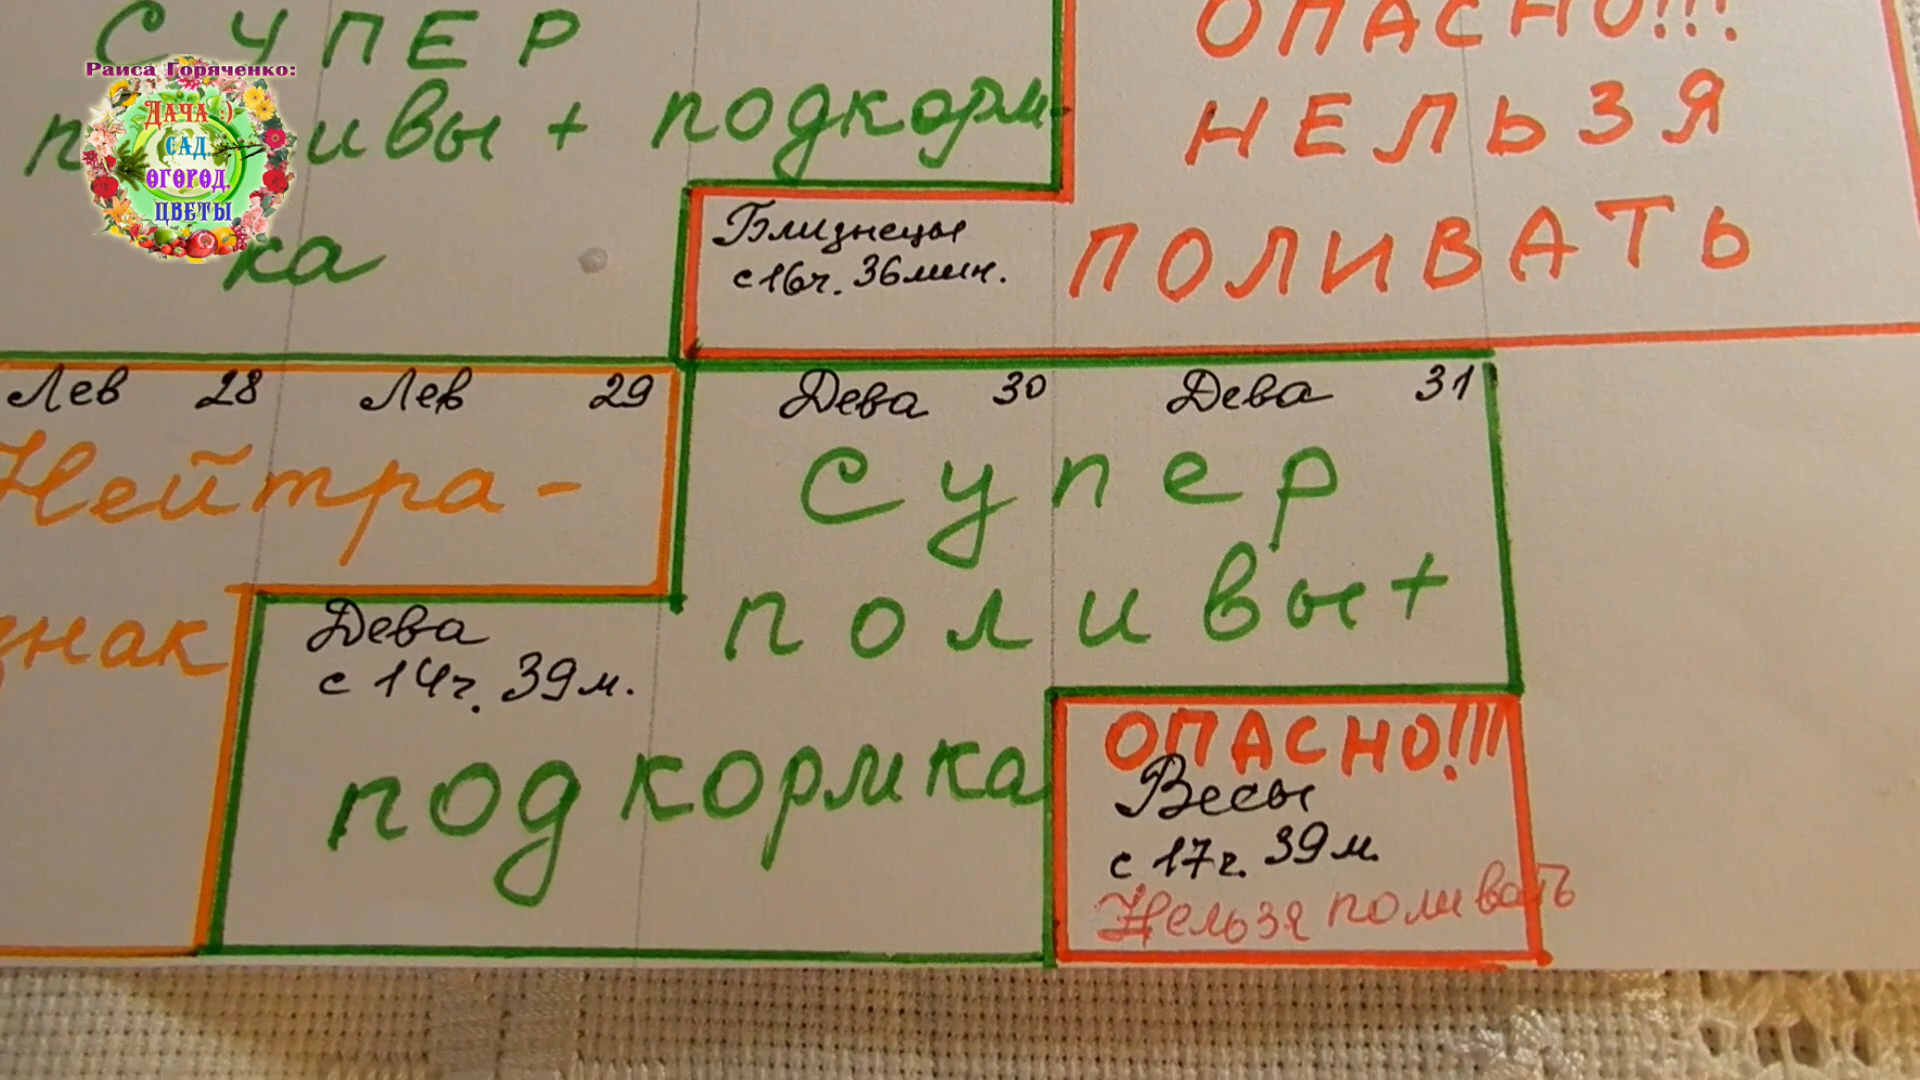 СУПЕР
поливы + подкорм-
ка
Раиса Горяченко:
ДАЧА :)
САД,
ОГОРОД,
ЦВЕТЫ
ОПАСНО!!!
НЕЛЬЗЯ
ПОЛИВАТЬ
Близнецы
с 16ч. 36мин.
Лев 28 Лев 29
Нейтра-
знак
Дева 30 Дева 31
Супер
поливы+
Дева
с 14ч. 39м.
подкормка
ОПАСНО!!!
Весы
с 17ч. 39м.
Нельзя поливать